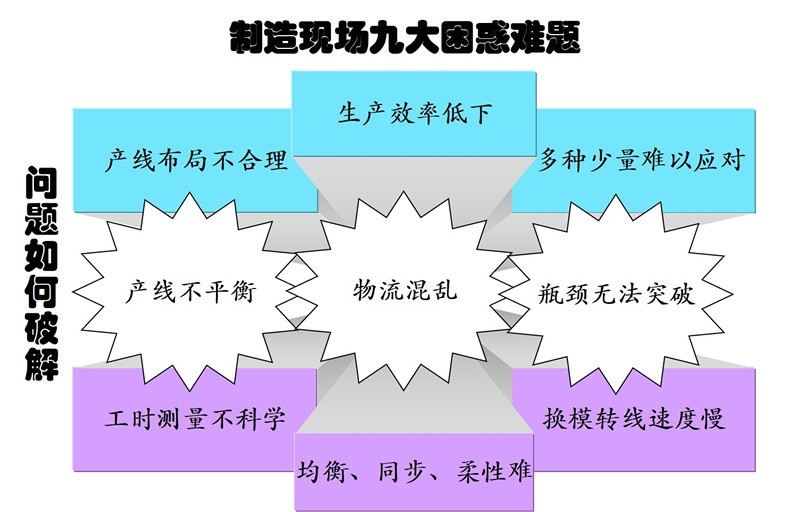 制造现场九大困惑难题
问题如何破解
生产效率低下
产线布局不合理
多种少量难以应对
产线不平衡
物流混乱
瓶颈无法突破
工时测量不科学
换模转线速度慢
均衡、同步、柔性难